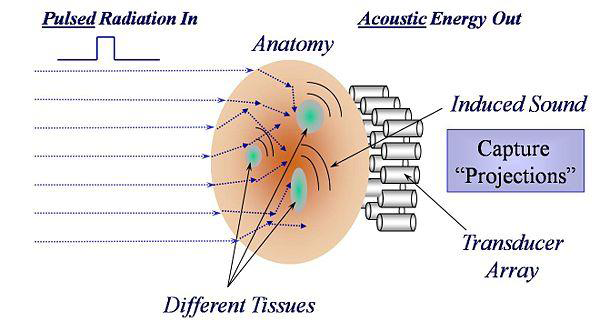 Pulsed Radiation In
Acoustic Energy Out
Anatomy
Induced Sound
Capture
“Projections”
Transducer
Array
Different Tissues